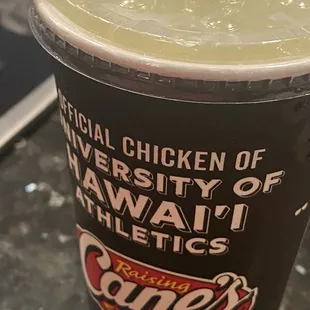 OFFICIAL CHICKEN OF
UNIVERSITY OF
HAWAI'I
ATHLETICS
Raising
Cane's